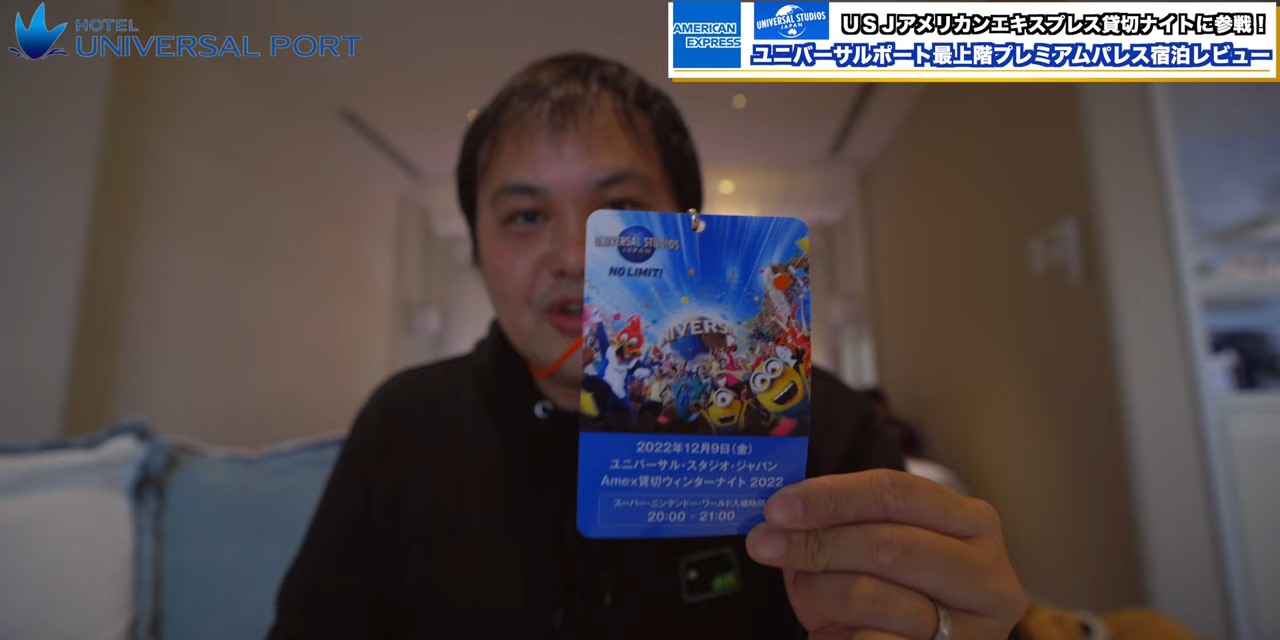 HOTEL
UNIVERSAL PORT
AMERICAN
EXPRESS
UNIVERSAL STUDIOS
JAPAN
USJアメリカンエキスプレス貸切ナイトに参戦！
ユニバーサルポート最上階プレミアムパレス宿泊レビュー
UNIVERSAL STUDIOS
JAPAN
NO LIMIT!
2022年12月9日(金)
ユニバーサル・スタジオ・ジャパン
Amex貸切ウィンターナイト 2022
スーパー・ニンテンドー・ワールド入場時間
20:00 - 21:00